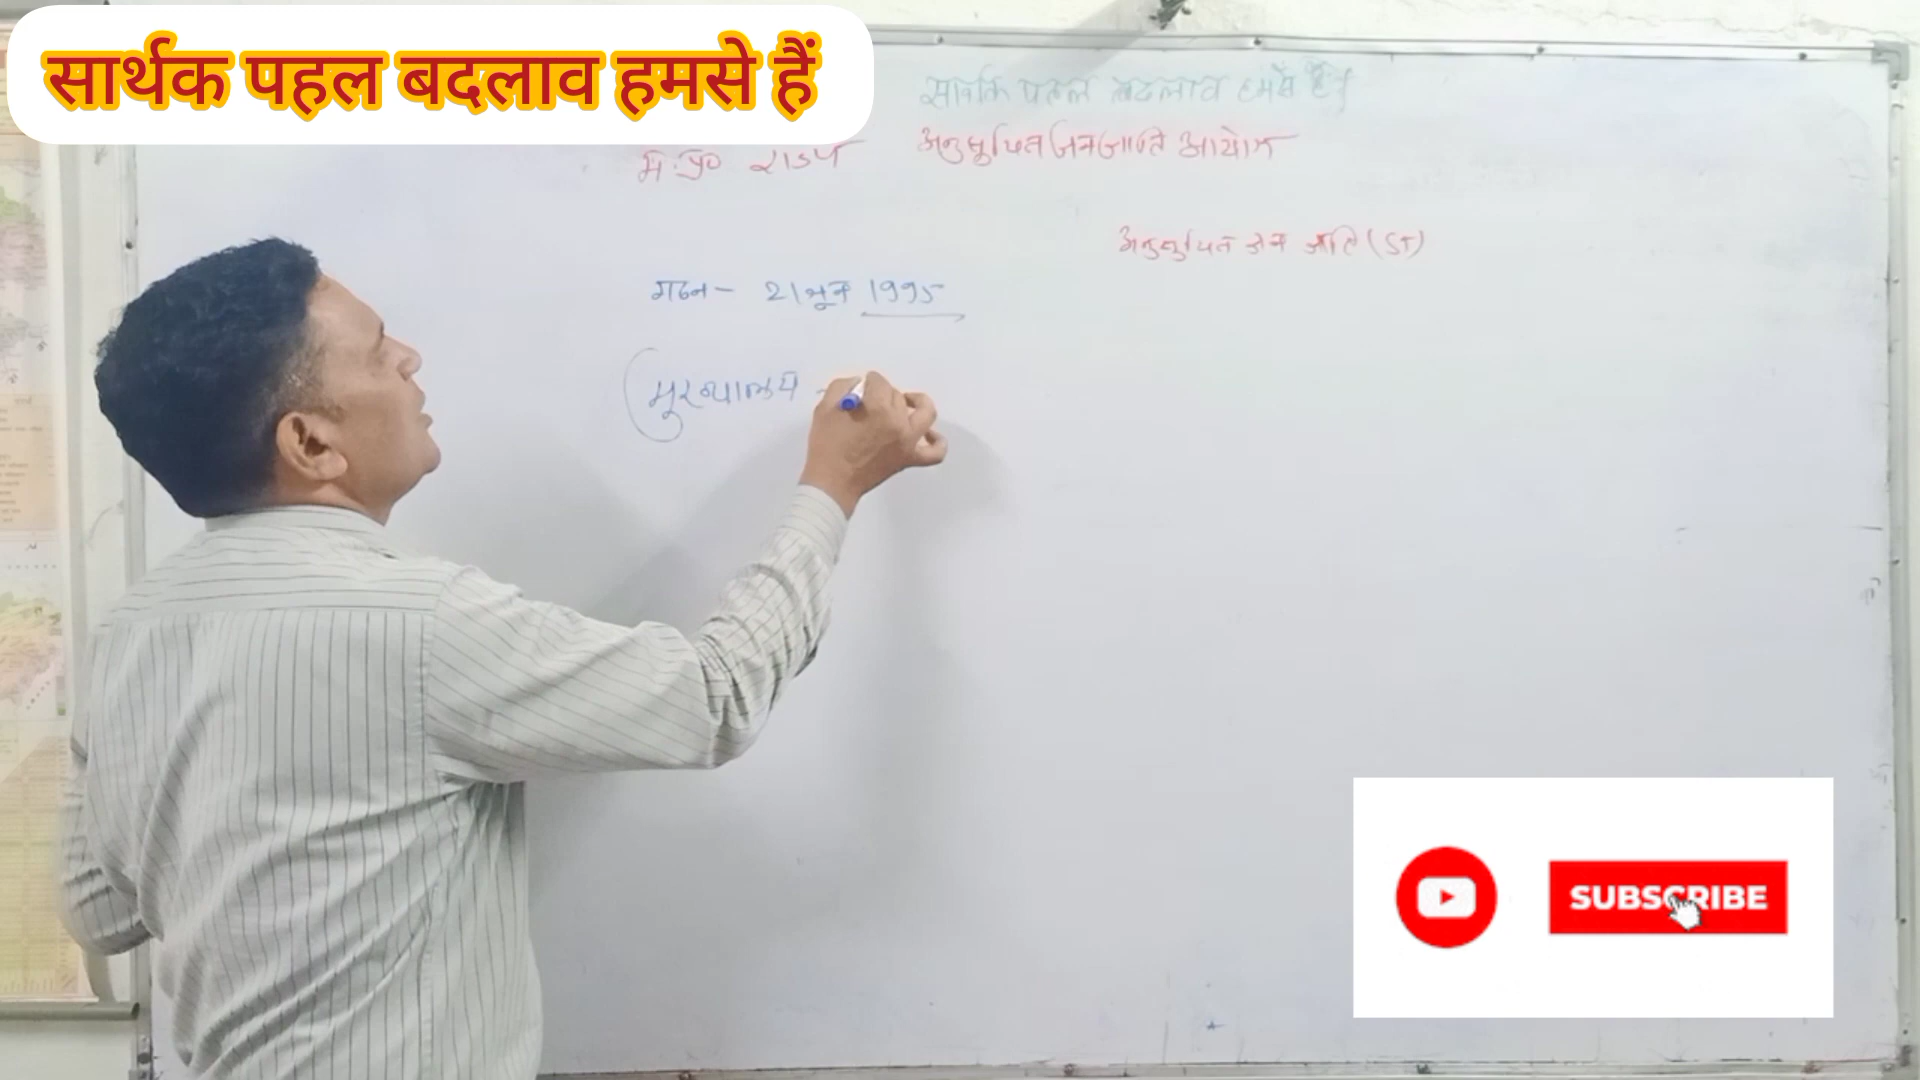 सार्थक पहल बदलाव हमसे हैं
सार्थक पहल बदलाव हमसे हैं।
म.प्र० राज्य अनुसूचित जनजाति आयोग
अनुसूचित जन जाति (ST)
गठन - 21 जून 1995
मुख्यालय -
SUBSCRIBE